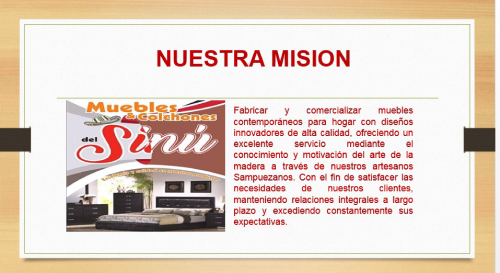 NUESTRA MISION
Muebles
& Colchones
del Sinú
Fabricar y comercializar muebles
contemporáneos para hogar con diseños
innovadores de alta calidad, ofreciendo un
excelente servicio mediante el
conocimiento y motivación del arte de la
madera a través de nuestros artesanos
Sampuezanos. Con el fin de satisfacer las
necesidades de nuestros clientes,
manteniendo relaciones integrales a largo
plazo y excediendo constantemente sus
expectativas.